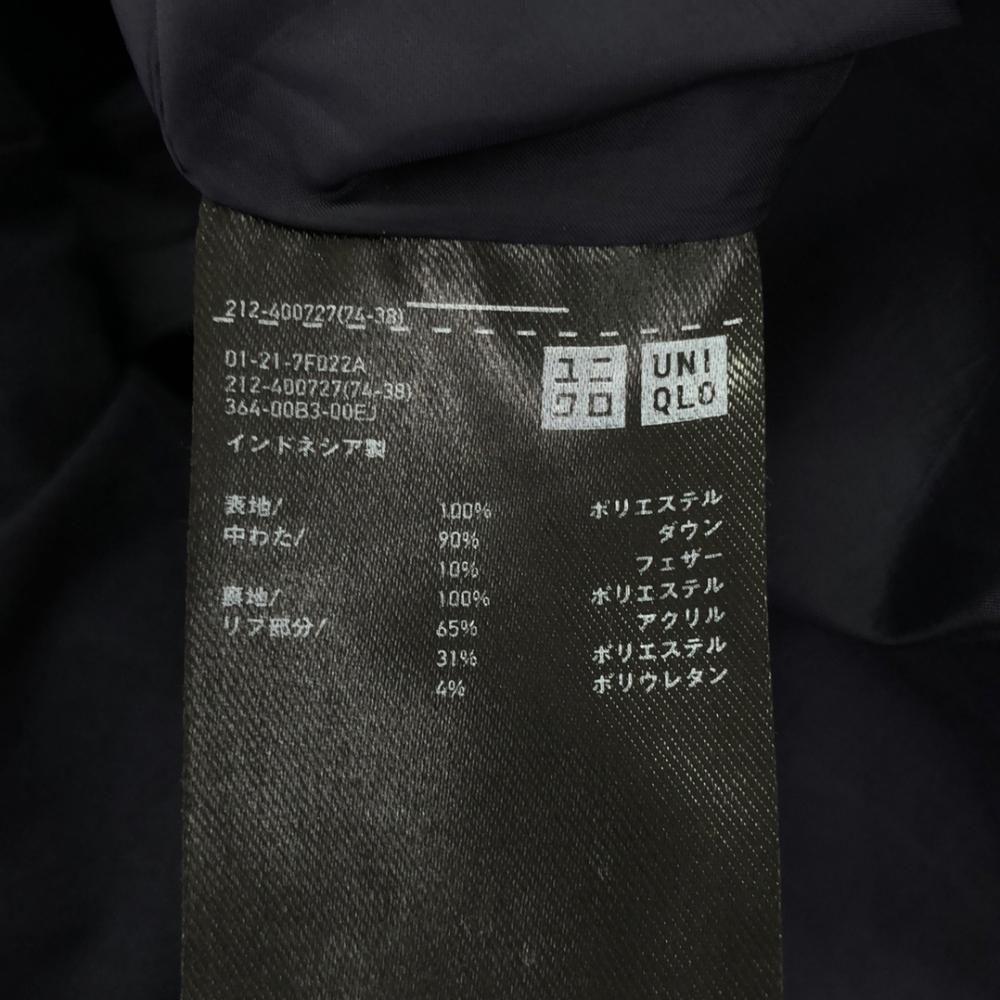 212-400727(74-38)
01-21-7F022A
212-400727(74-38)
364-00B3-00EJ
インドネシア製
ユニ
クロ
UNI
QLO
表地/ 100% ポリエステル
中わた/ 90% ダウン
10% フェザー
裏地/ 100% ポリエステル
リブ部分/ 65% アクリル
31% ポリエステル
4% ポリウレタン